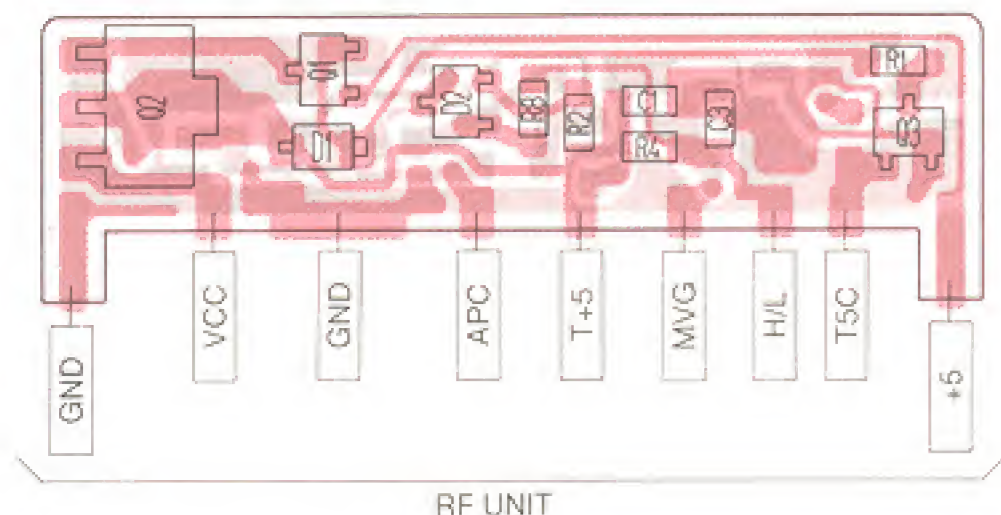 Q2
Q1
D1
D2
R2
C1
R4
C3
R1
Q3
GND
VCC
GND
APC
T+5
MVG
H/L
T5C
+5
RF UNIT